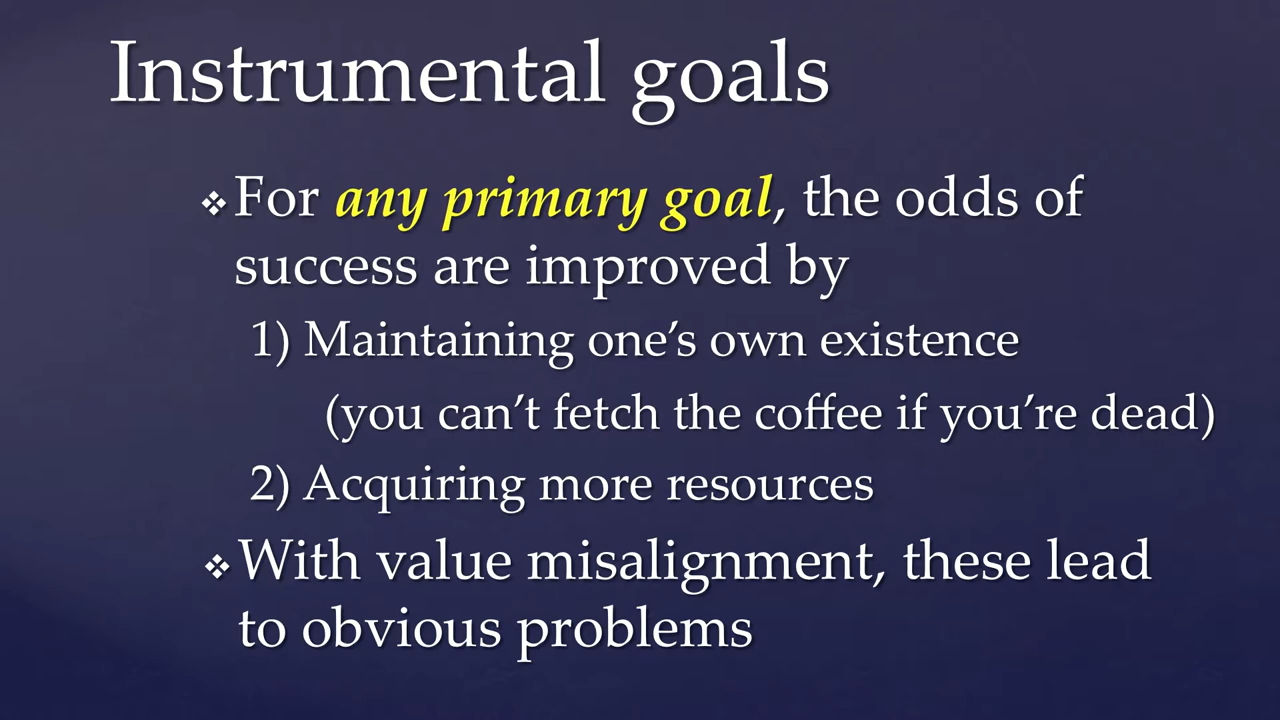 Instrumental goals
❖ For any primary goal, the odds of
success are improved by
1) Maintaining one’s own existence
(you can’t fetch the coffee if you’re dead)
2) Acquiring more resources
❖ With value misalignment, these lead
to obvious problems